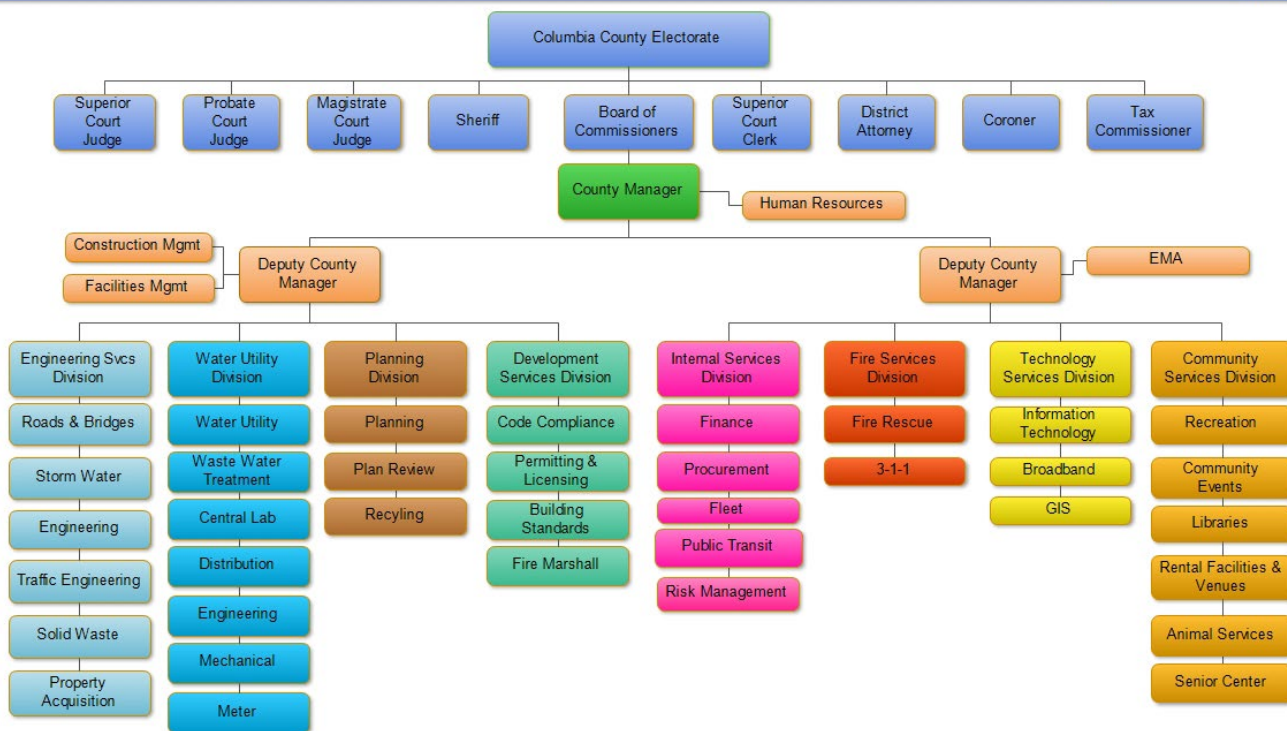 Columbia County Electorate
Superior
Court
Judge
Probate
Court
Judge
Magistrate
Court
Judge
Sheriff
Board of
Commissioners
Superior
Court
Clerk
District
Attorney
Coroner
Tax
Commissioner
County Manager
Human Resources
Construction Mgmt
Facilities Mgmt
Deputy County
Manager
Deputy County
Manager
EMA
Engineering Svcs
Division
Roads & Bridges
Storm Water
Engineering
Traffic Engineering
Solid Waste
Property
Acquisition
Water Utility
Division
Water Utility
Waste Water
Treatment
Central Lab
Distribution
Engineering
Mechanical
Meter
Planning
Division
Planning
Plan Review
Recyling
Development
Services Division
Code Compliance
Permitting &
Licensing
Building
Standards
Fire Marshall
Internal Services
Division
Finance
Procurement
Fleet
Public Transit
Risk Management
Fire Services
Division
Fire Rescue
3-1-1
Technology
Services Division
Information
Technology
Broadband
GIS
Community
Services Division
Recreation
Community
Events
Libraries
Rental Facilities &
Venues
Animal Services
Senior Center